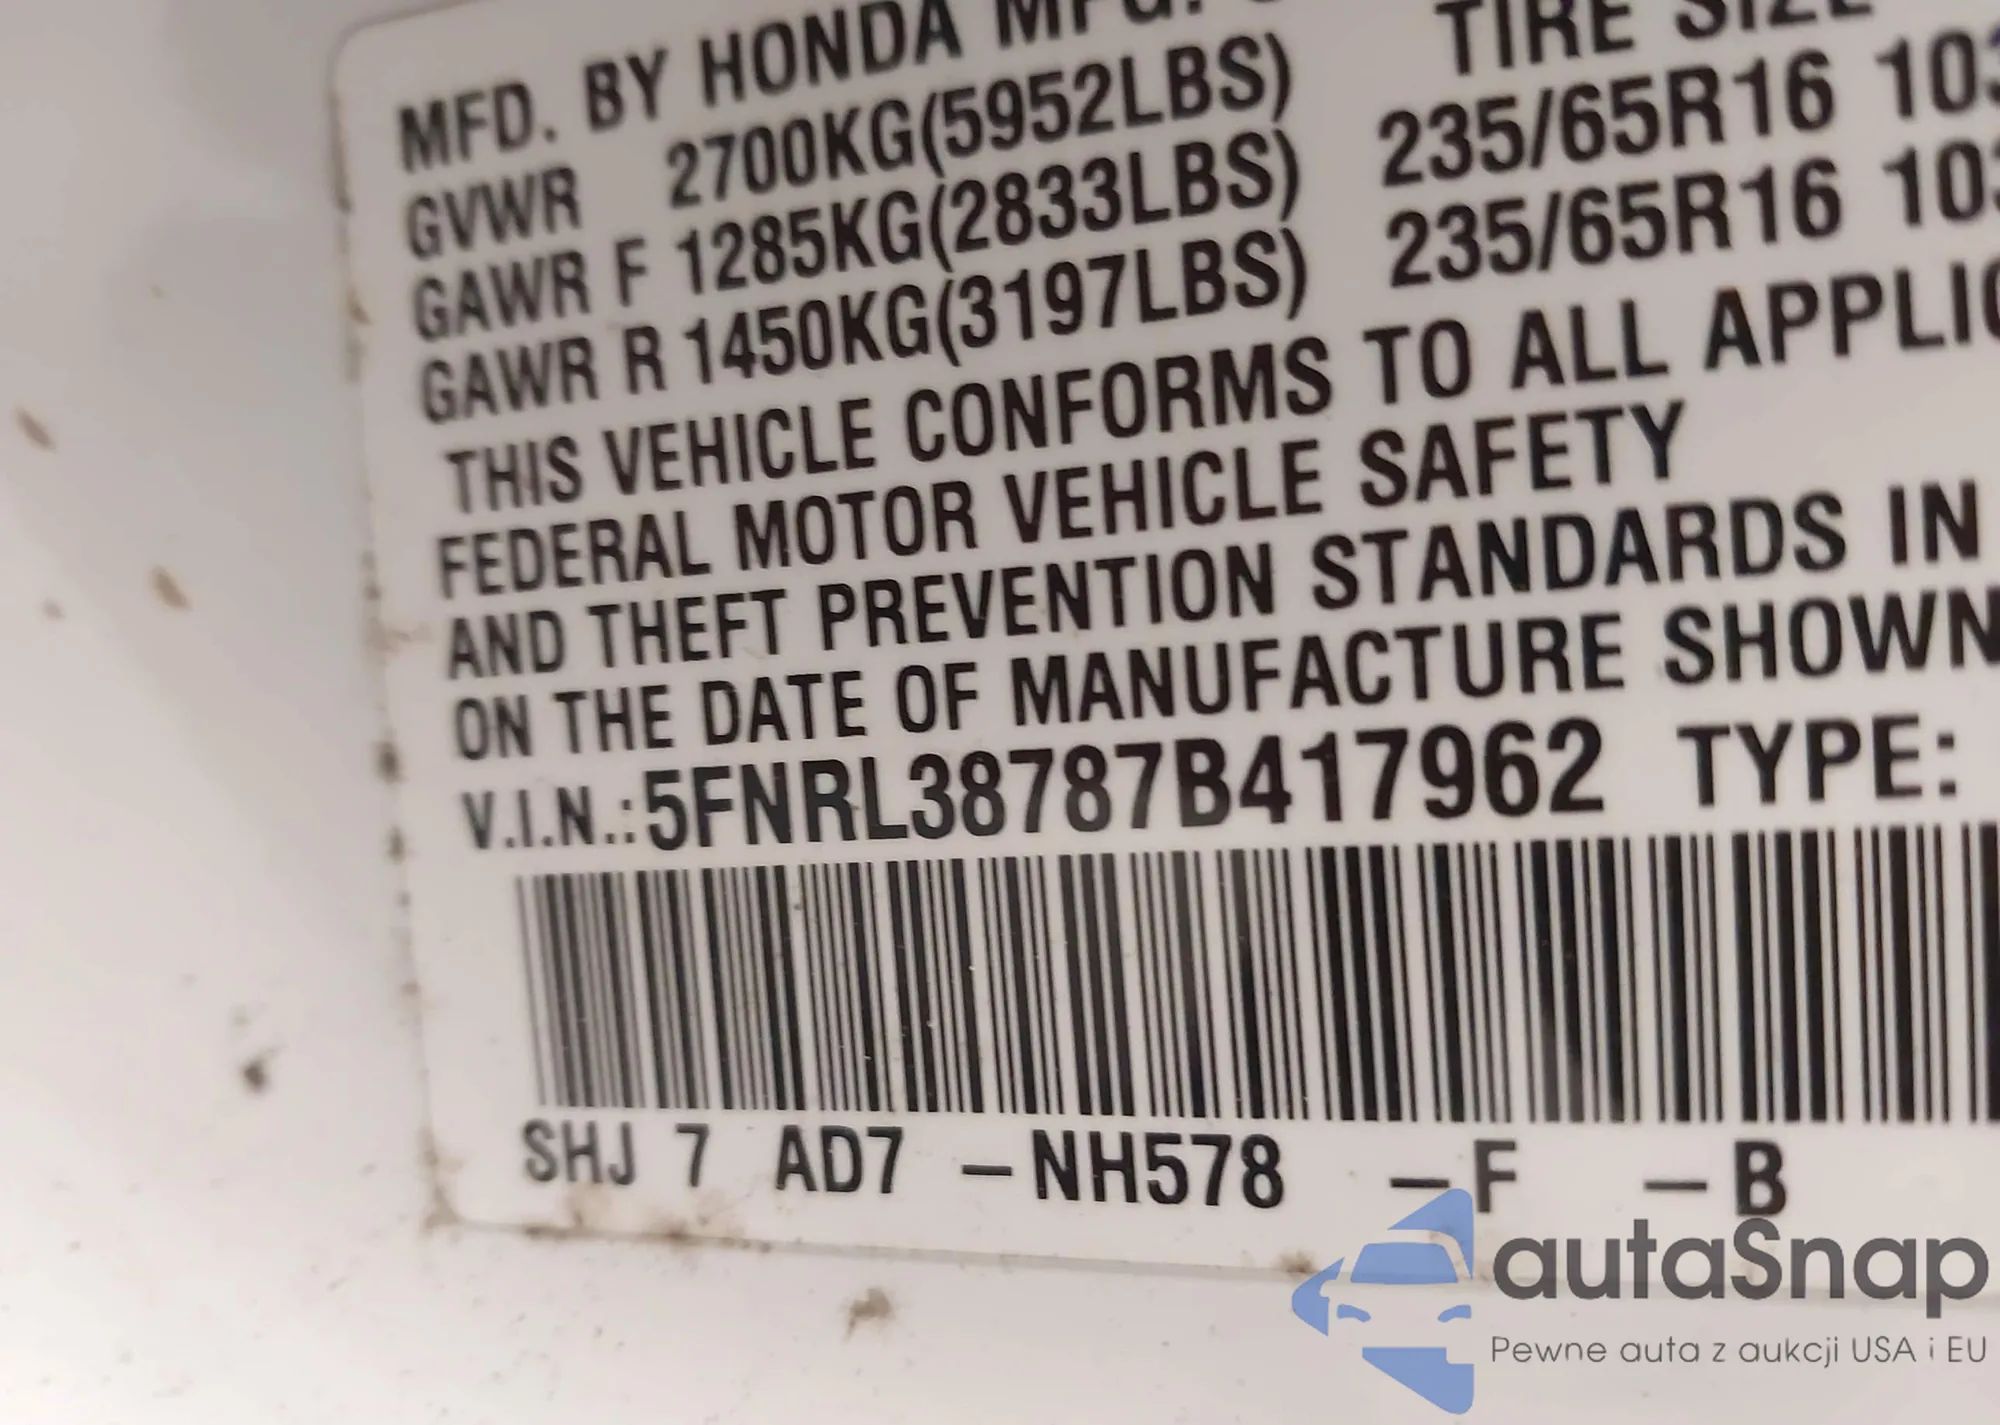 MFD. BY HONDA MFG.
TIRE SIZE
GVWR 2700KG(5952LBS) 235/65R16
GAWR F 1285KG(2833LBS) 235/65R16
GAWR R 1450KG(3197LBS)
THIS VEHICLE CONFORMS TO ALL
FEDERAL MOTOR VEHICLE SAFETY
AND THEFT PREVENTION STANDARDS IN
ON THE DATE OF MANUFACTURE SHOWN
V.I.N.:5FNRL38787B417962 TYPE:
SHJ 7 AD7 –NH578 –F –B
autaSnap
Pewne auta z aukcji USA i EU